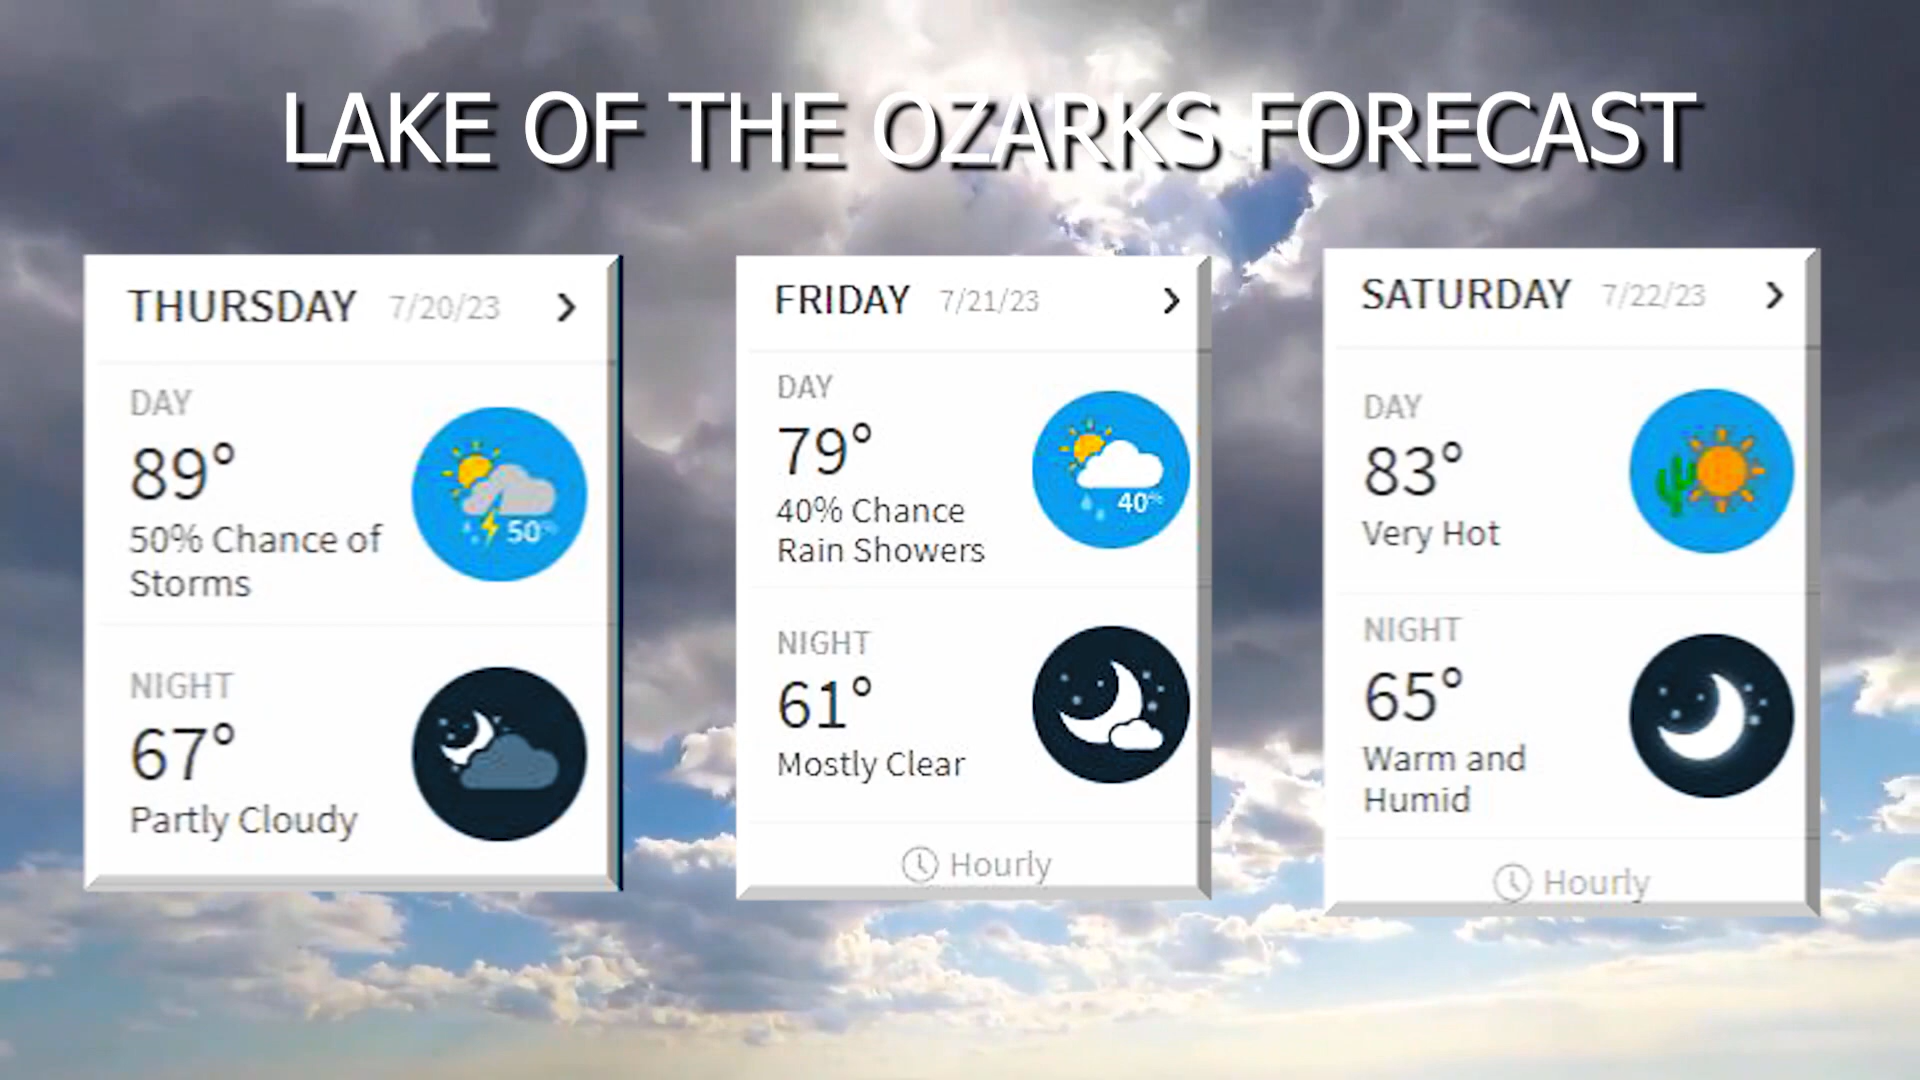 LAKE OF THE OZARKS FORECAST
THURSDAY 7/20/23
DAY
89°
50% Chance of
Storms
50%
NIGHT
67°
Partly Cloudy
FRIDAY 7/21/23
DAY
79°
40% Chance
Rain Showers
40%
NIGHT
61°
Mostly Clear
Hourly
SATURDAY 7/22/23
DAY
83°
Very Hot
NIGHT
65°
Warm and
Humid
Hourly